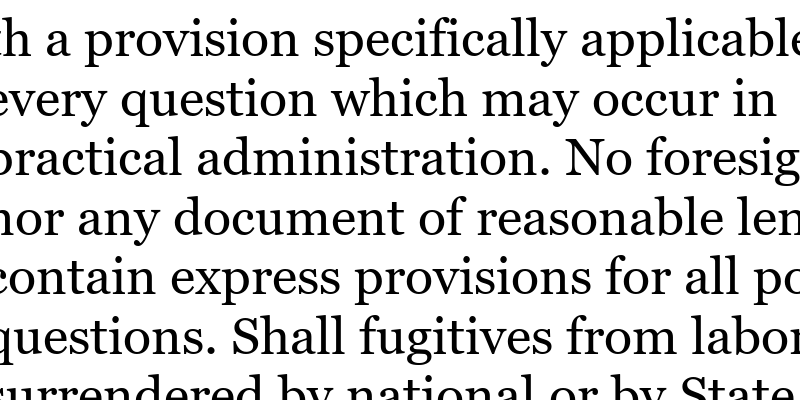 th a provision specifically applicable
every question which may occur in
practical administration. No foresig
nor any document of reasonable len
contain express provisions for all po
questions. Shall fugitives from labor
surrendered by national or by State